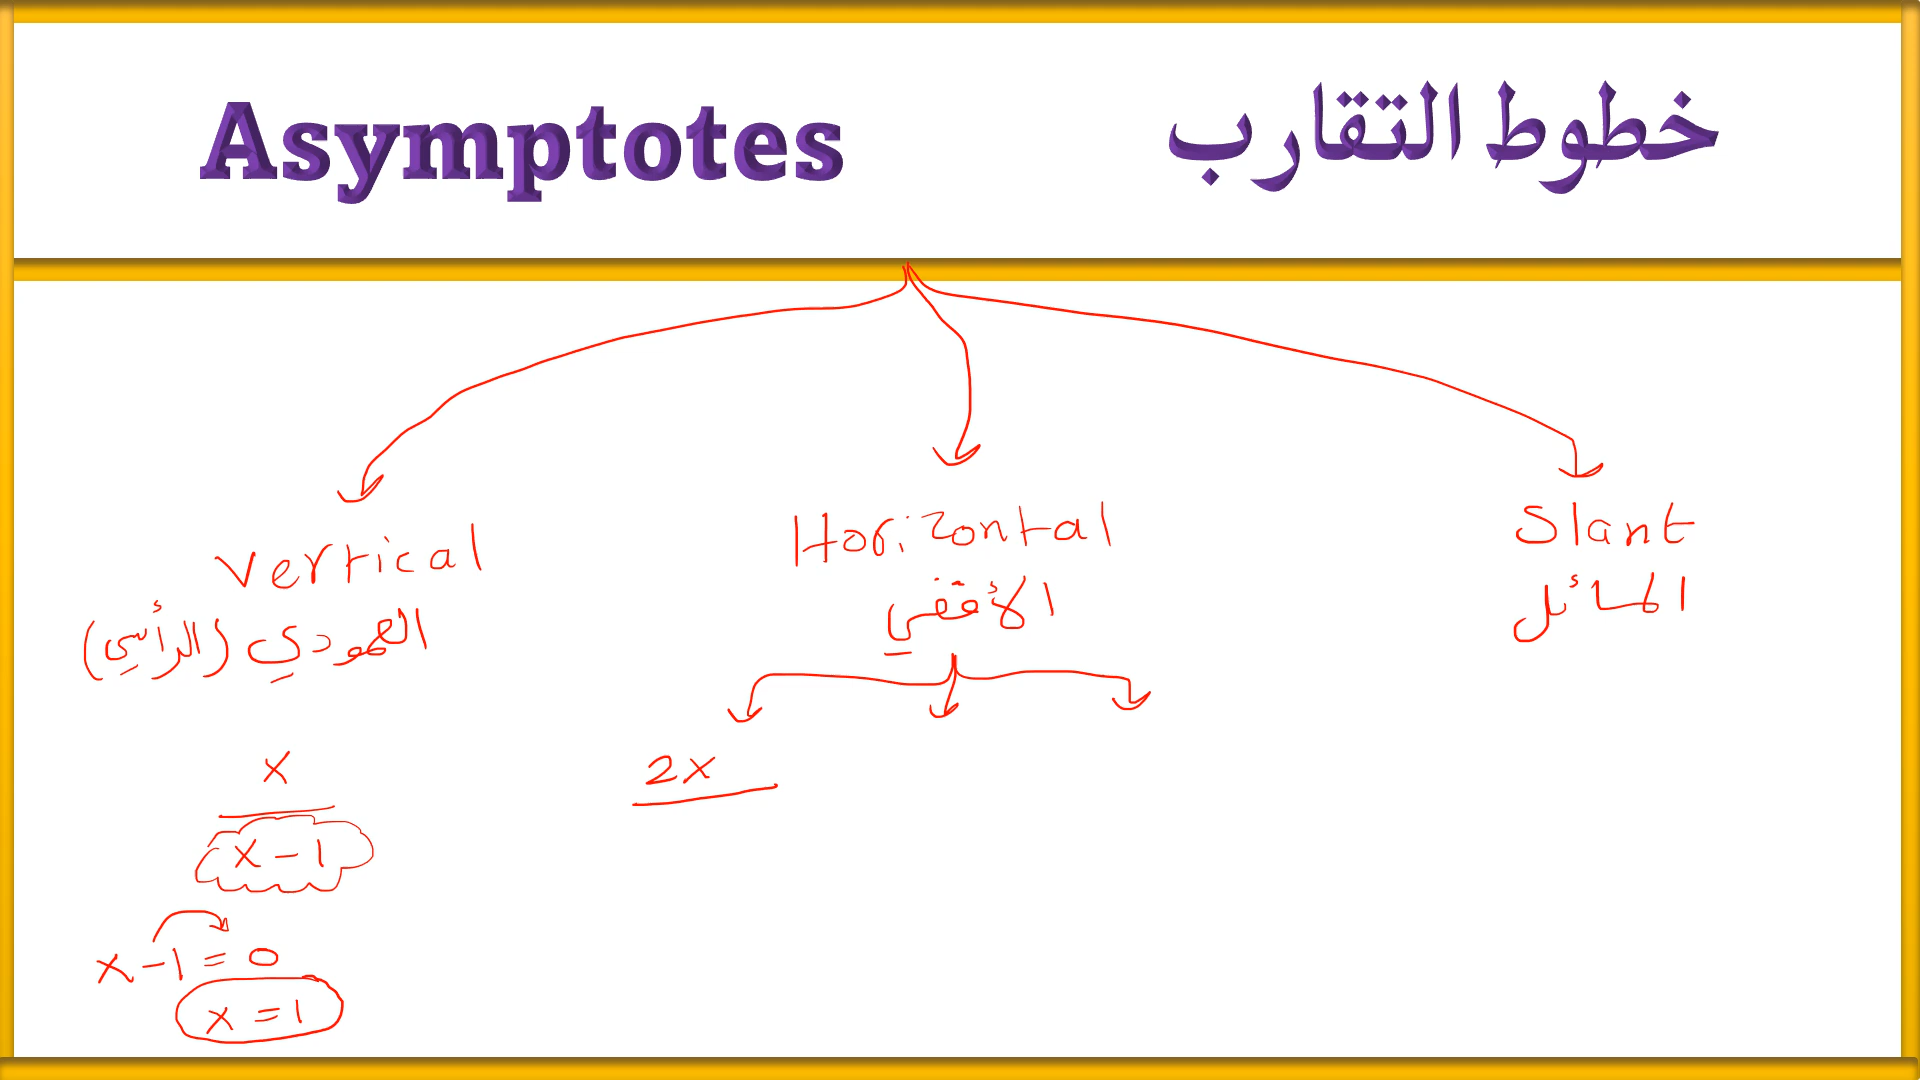 Asymptotes خطوط التقارب
Vertical
العمودي (الرأسي)
x
x - 1
x - 1 = 0
x = 1
Horizontal
الأفقي
2x
Slant
المائل